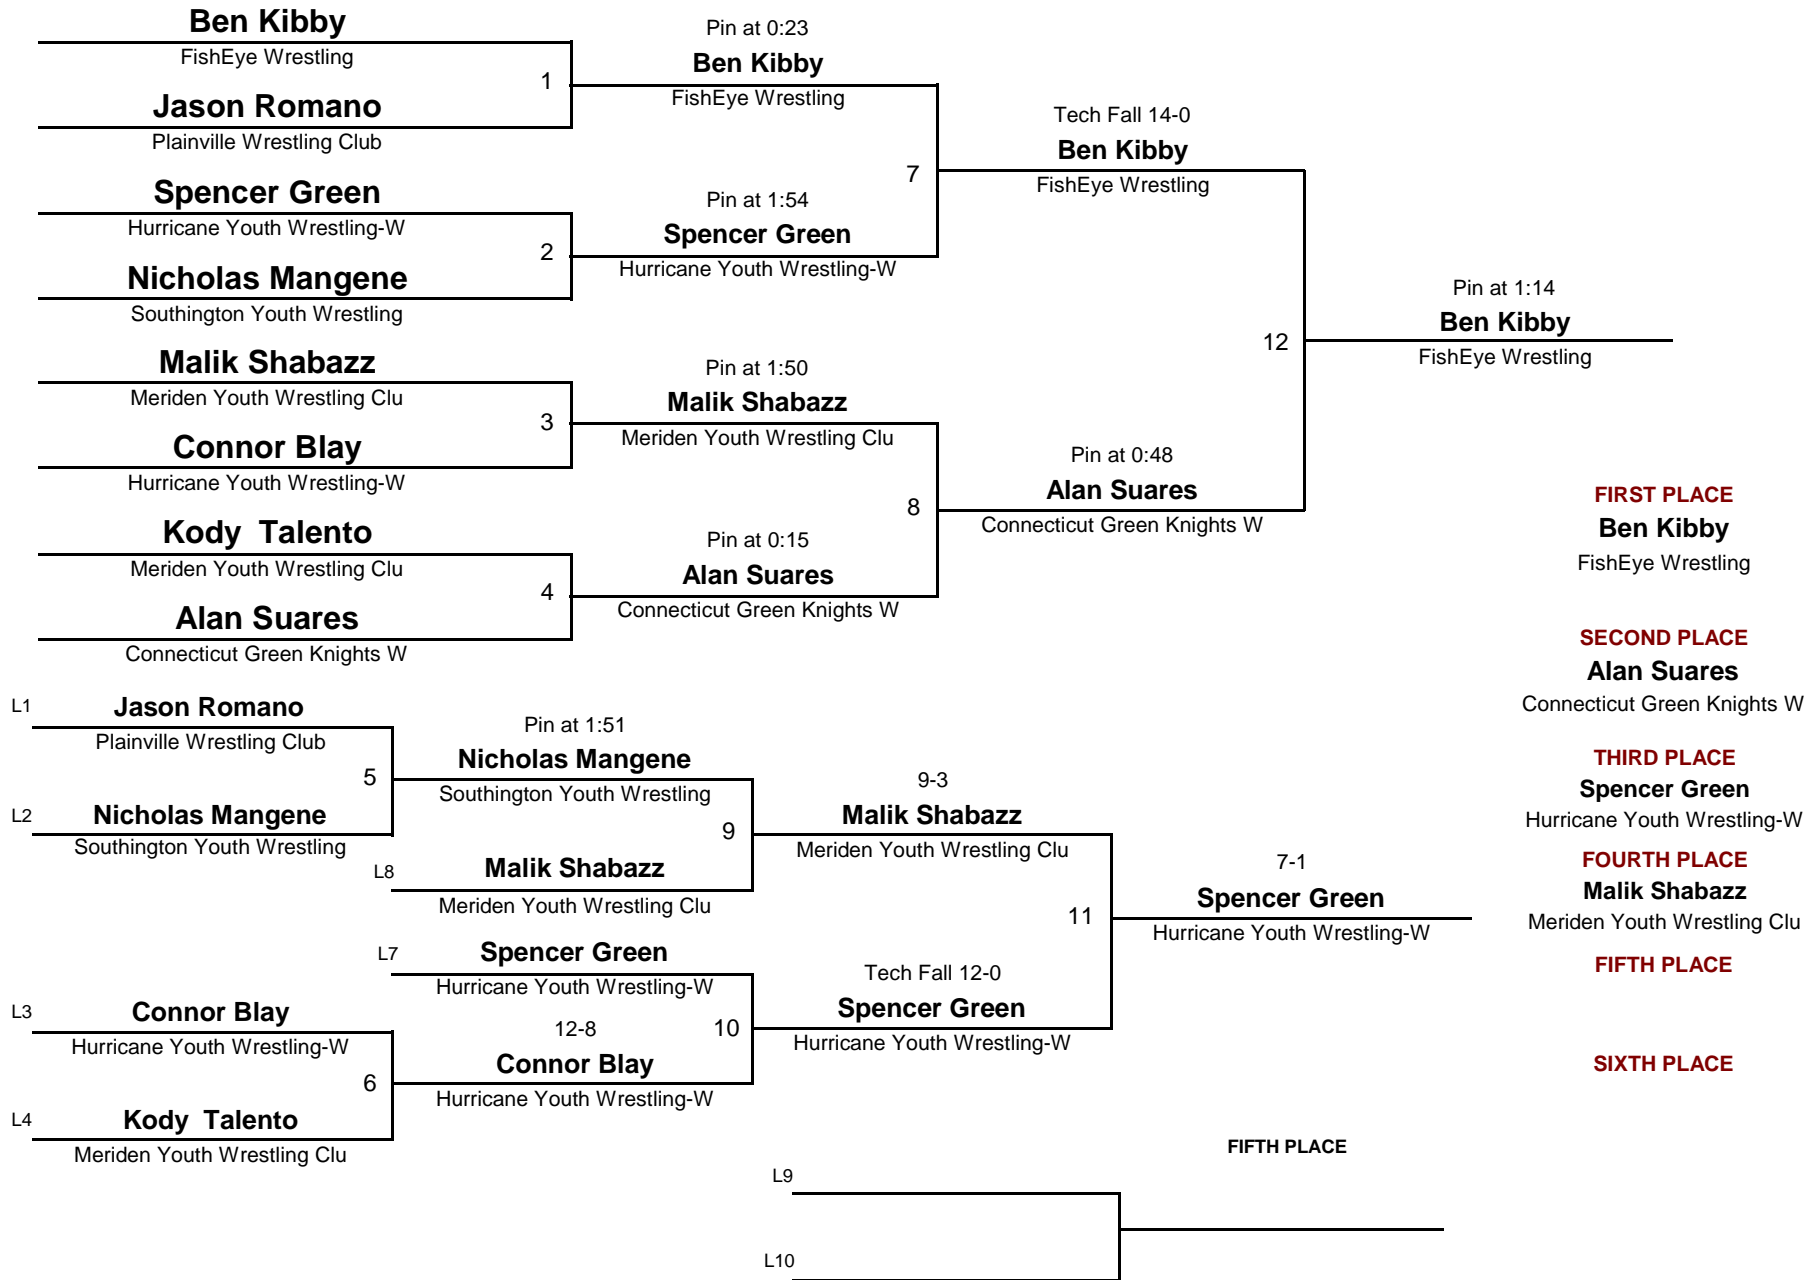 Ben Kibby
FishEye Wrestling
1
Jason Romano
Plainville Wrestling Club
Spencer Green
Hurricane Youth Wrestling-W
2
Nicholas Mangene
Southington Youth Wrestling
Malik Shabazz
Meriden Youth Wrestling Clu
3
Connor Blay
Hurricane Youth Wrestling-W
Kody Talento
Meriden Youth Wrestling Clu
4
Alan Suares
Connecticut Green Knights W
Pin at 0:23
Ben Kibby
FishEye Wrestling
7
Pin at 1:54
Spencer Green
Hurricane Youth Wrestling-W
Pin at 1:50
Malik Shabazz
Meriden Youth Wrestling Clu
8
Pin at 0:15
Alan Suares
Connecticut Green Knights W
Tech Fall 14-0
Ben Kibby
FishEye Wrestling
12
Pin at 0:48
Alan Suares
Connecticut Green Knights W
Pin at 1:14
Ben Kibby
FishEye Wrestling
FIRST PLACE
Ben Kibby
FishEye Wrestling
SECOND PLACE
Alan Suares
Connecticut Green Knights W
THIRD PLACE
Spencer Green
Hurricane Youth Wrestling-W
FOURTH PLACE
Malik Shabazz
Meriden Youth Wrestling Clu
FIFTH PLACE
SIXTH PLACE
L1
Jason Romano
Plainville Wrestling Club
5
L2
Nicholas Mangene
Southington Youth Wrestling
Pin at 1:51
Nicholas Mangene
Southington Youth Wrestling
9
L8
Malik Shabazz
Meriden Youth Wrestling Clu
L7
Spencer Green
Hurricane Youth Wrestling-W
10
L3
Connor Blay
Hurricane Youth Wrestling-W
6
L4
Kody Talento
Meriden Youth Wrestling Clu
12-8
Connor Blay
Hurricane Youth Wrestling-W
9-3
Malik Shabazz
Meriden Youth Wrestling Clu
11
Tech Fall 12-0
Spencer Green
Hurricane Youth Wrestling-W
7-1
Spencer Green
Hurricane Youth Wrestling-W
FIFTH PLACE
L9
L10